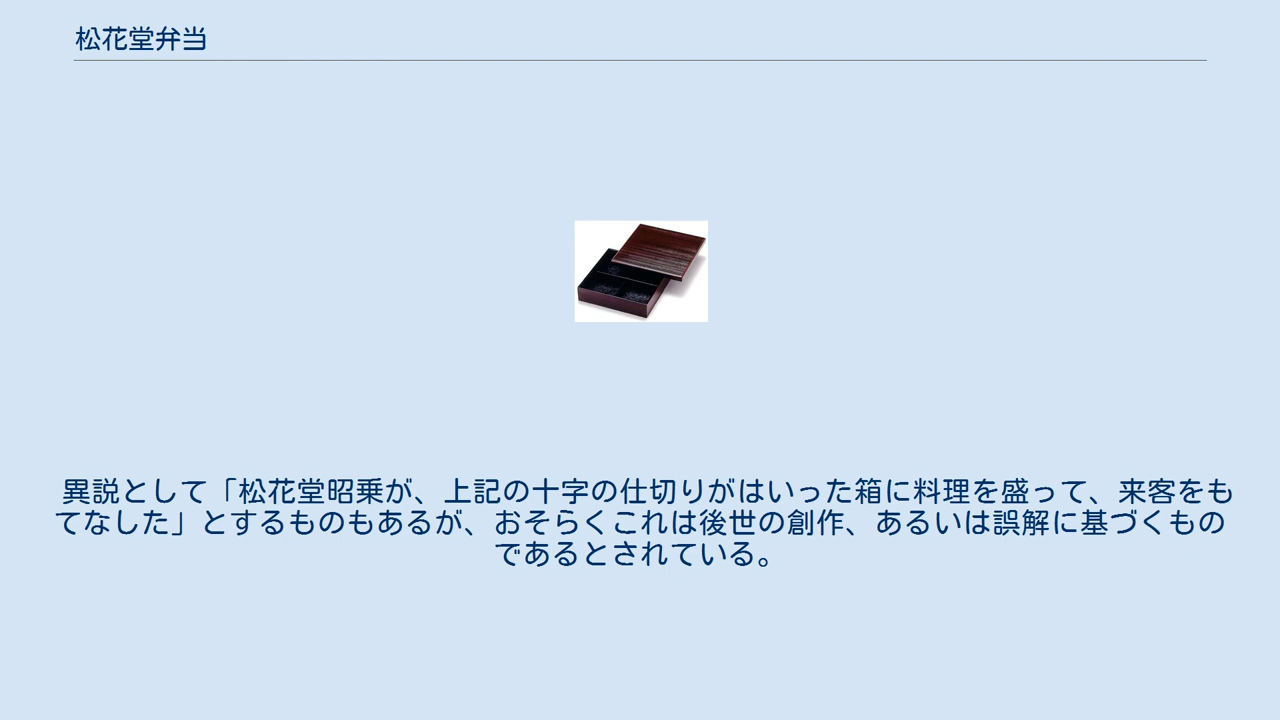 松花堂弁当
異説として「松花堂昭乗が、上記の十字の仕切りがはいった箱に料理を盛って、来客をも
てなした」とするものもあるが、おそらくこれは後世の創作、あるいは誤解に基づくもの
であるとされている。